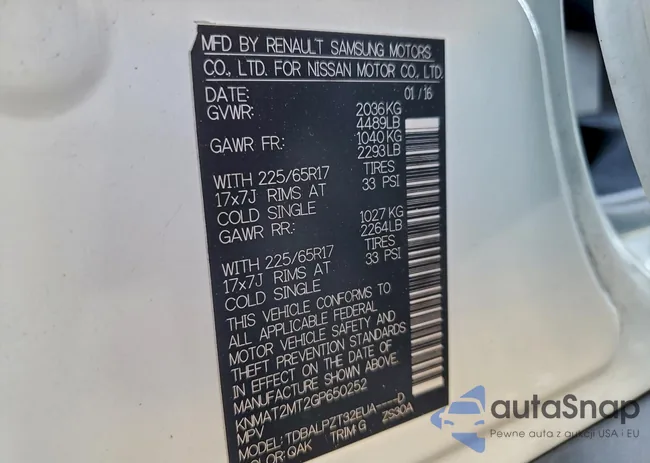 MFD BY RENAULT SAMSUNG MOTORS
CO., LTD. FOR NISSAN MOTOR CO., LTD.
DATE: 01/16
GVWR: 2036KG
4489LB
GAWR FR: 1040KG
2293LB
WITH 225/65R17 TIRES
17x7J RIMS AT 33 PSI
COLD SINGLE
GAWR RR: 1027KG
2264LB
WITH 225/65R17 TIRES
17x7J RIMS AT 33 PSI
COLD SINGLE
THIS VEHICLE CONFORMS TO
ALL APPLICABLE FEDERAL
MOTOR VEHICLE SAFETY AND
THEFT PREVENTION STANDARDS
IN EFFECT ON THE DATE OF
MANUFACTURE SHOWN ABOVE.
KNMAT2MT2GP650252
MPV
MODEL: TDBALPZT32EUA----D
COLOR: QAK TRIM:G ZS30A
autoSnap
Pewne auta z aukcji USA i EU